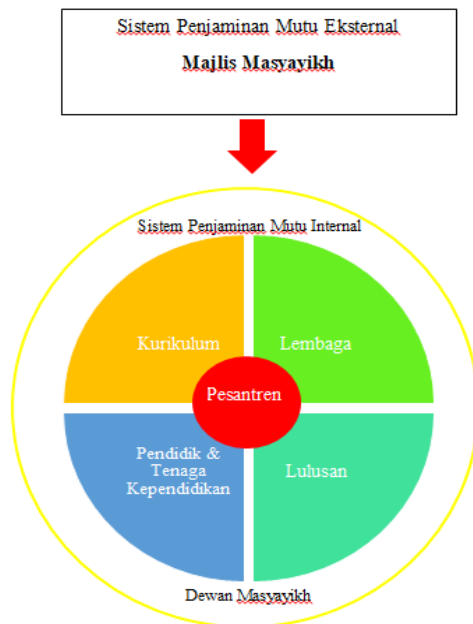 Sistem Penjaminan Mutu Eksternal
Majlis Masyayikh
Sistem Penjaminan Mutu Internal
Kurikulum
Lembaga
Pesantren
Pendidik &
Tenaga
Kependidikan
Lulusan
Dewan Masyayikh